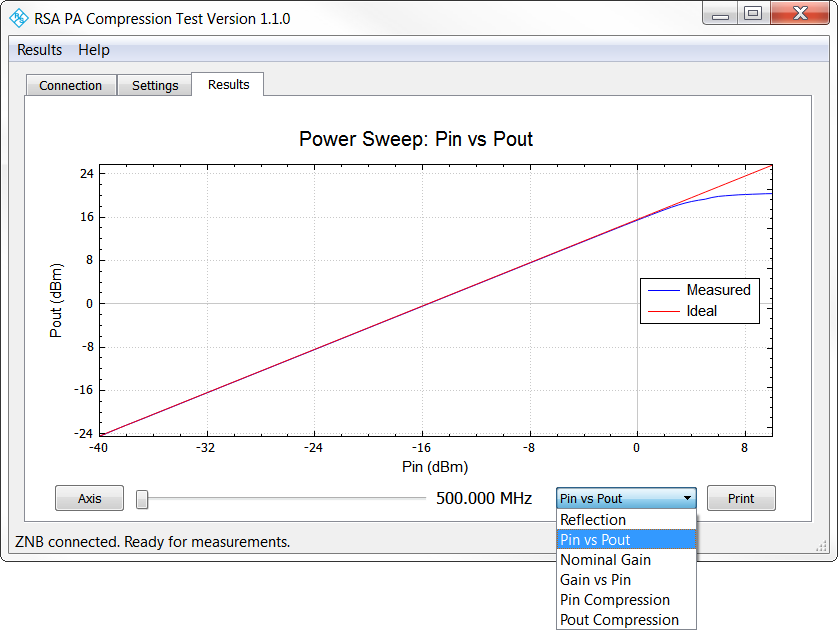 RSA PA Compression Test Version 1.1.0
Results Help
Connection Settings Results
Power Sweep: Pin vs Pout
24
16
8
0
-8
-16
-24
Pout (dBm)
Measured
Ideal
-40 -32 -24 -16 -8 0 8
Pin (dBm)
Axis 500.000 MHz Pin vs Pout Print
Reflection
Pin vs Pout
Nominal Gain
Gain vs Pin
Pin Compression
Pout Compression
ZNB connected. Ready for measurements.